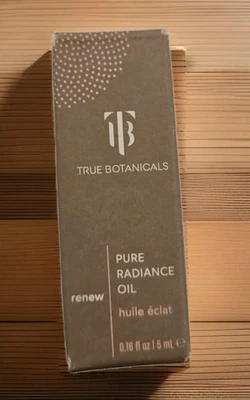 TB
TRUE BOTANICALS
PURE
RADIANCE
OIL
renew
huile éclat
0.16 fl oz / 5 mL e